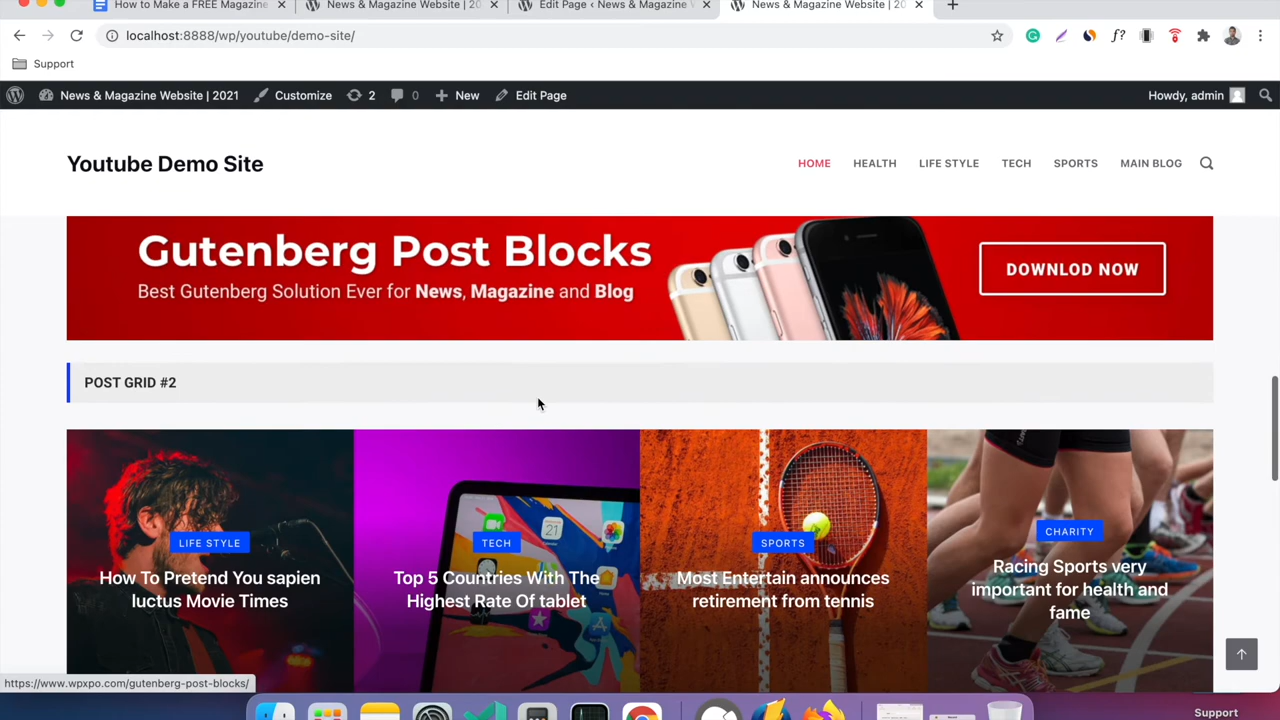 How to Make a FREE Magazine
News & Magazine Website | 20
Edit Page ‹ News & Magazine
News & Magazine Website | 20
localhost:8888/wp/youtube/demo-site/
f?
Support
News & Magazine Website | 2021
Customize
2
0
New
Edit Page
Howdy, admin
Youtube Demo Site
HOME
HEALTH
LIFE STYLE
TECH
SPORTS
MAIN BLOG
Gutenberg Post Blocks
Best Gutenberg Solution Ever for News, Magazine and Blog
DOWNLOD NOW
POST GRID #2
LIFE STYLE
How To Pretend You sapien
luctus Movie Times
TECH
Top 5 Countries With The
Highest Rate Of tablet
SPORTS
Most Entertain announces
retirement from tennis
CHARITY
Racing Sports very
important for health and
fame
https://www.wpxpo.com/gutenberg-post-blocks/
Support